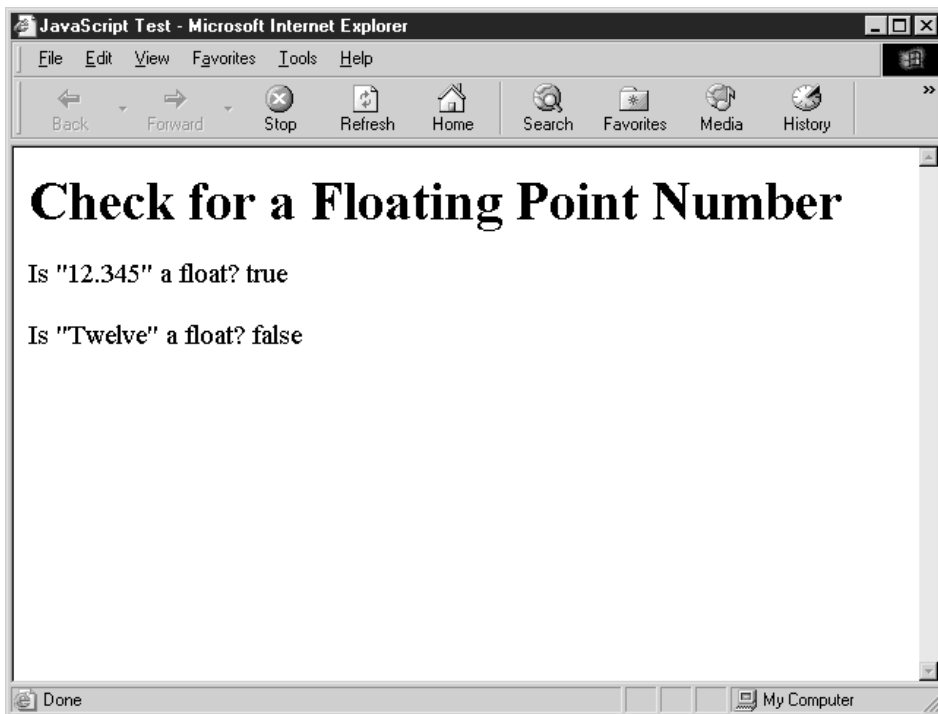 JavaScript Test - Microsoft Internet Explorer
File Edit View Favorites Tools Help
Back Forward Stop Refresh Home Search Favorites Media History »
Check for a Floating Point Number
Is "12.345" a float? true
Is "Twelve" a float? false
Done My Computer